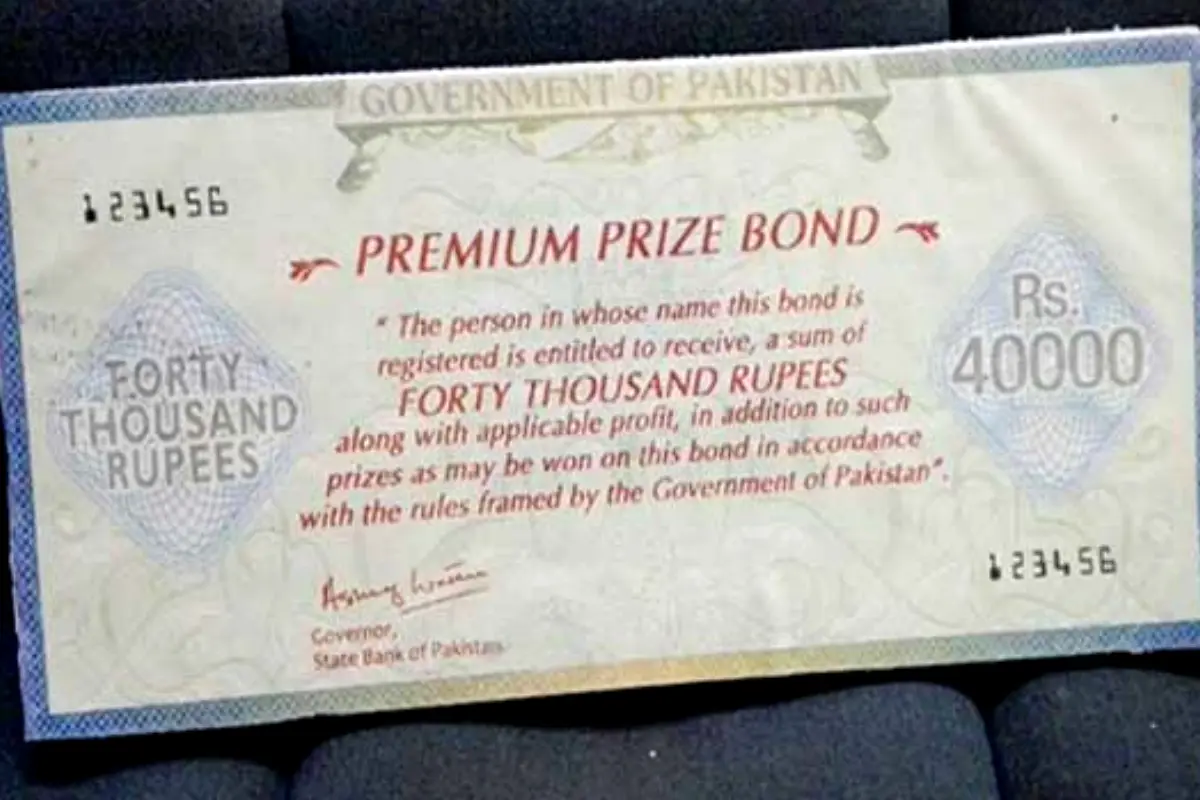 GOVERNMENT OF PAKISTAN
123456
PREMIUM PRIZE BOND
" The person in whose name this bond is
registered is entitled to receive, a sum of
FORTY THOUSAND RUPEES
along with applicable profit, in addition to such
prizes as may be won on this bond in accordance
with the rules framed by the Government of Pakistan".
FORTY
THOUSAND
RUPEES
Rs.
40000
123456
Governor,
State Bank of Pakistan